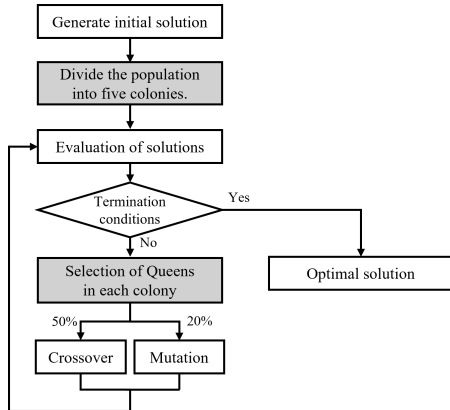 Generate initial solution
Divide the population
into five colonies.
Evaluation of solutions
Termination
conditions
Yes
No
Optimal solution
Selection of Queens
in each colony
50%
20%
Crossover
Mutation